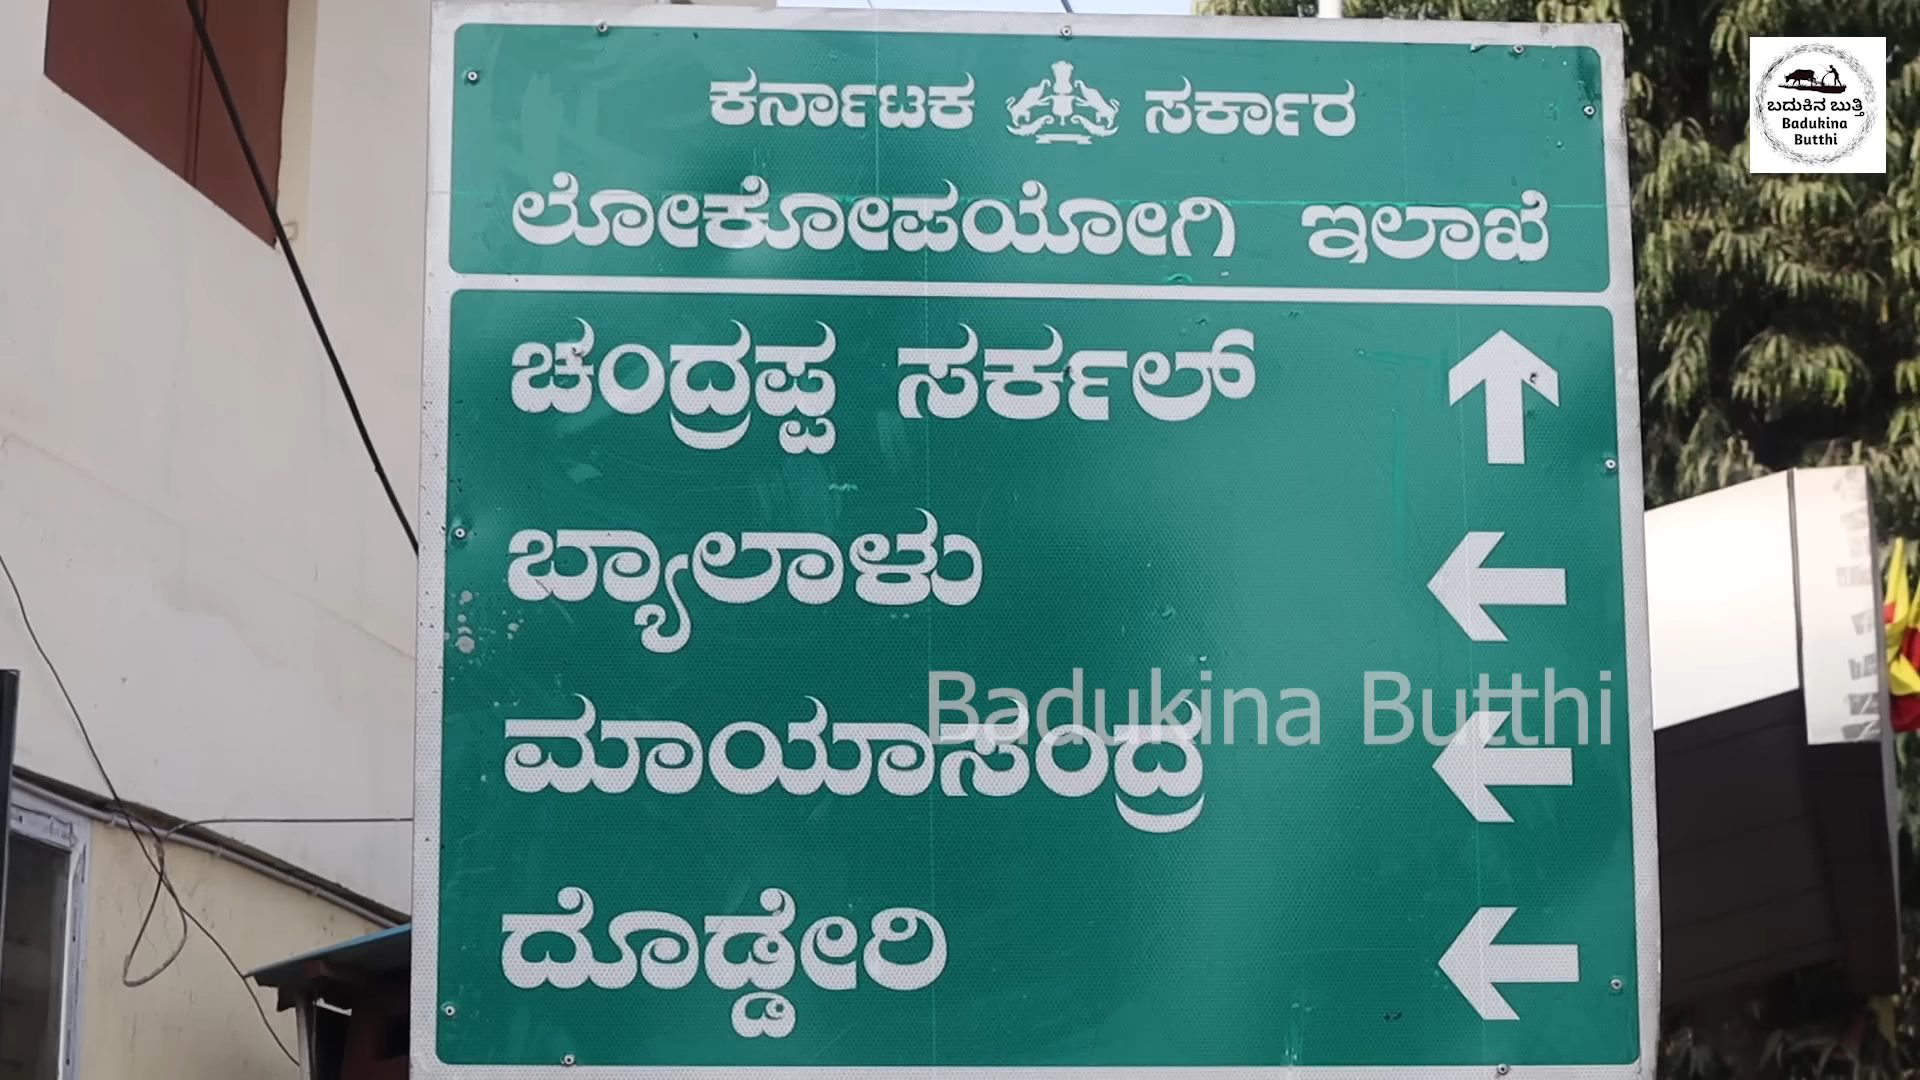 ಕರ್ನಾಟಕ ಸರ್ಕಾರ
ಲೋಕೋಪಯೋಗಿ ಇಲಾಖೆ
ಚಂದ್ರಪ್ಪ ಸರ್ಕಲ್
ಬ್ಯಾಲಾಳು
ಮಾಯಾಸಂದ್ರ
ದೊಡ್ಡೇರಿ
Badukina Butthi
ಬದುಕಿನ ಬುತ್ತಿ
Badukina
Butthi